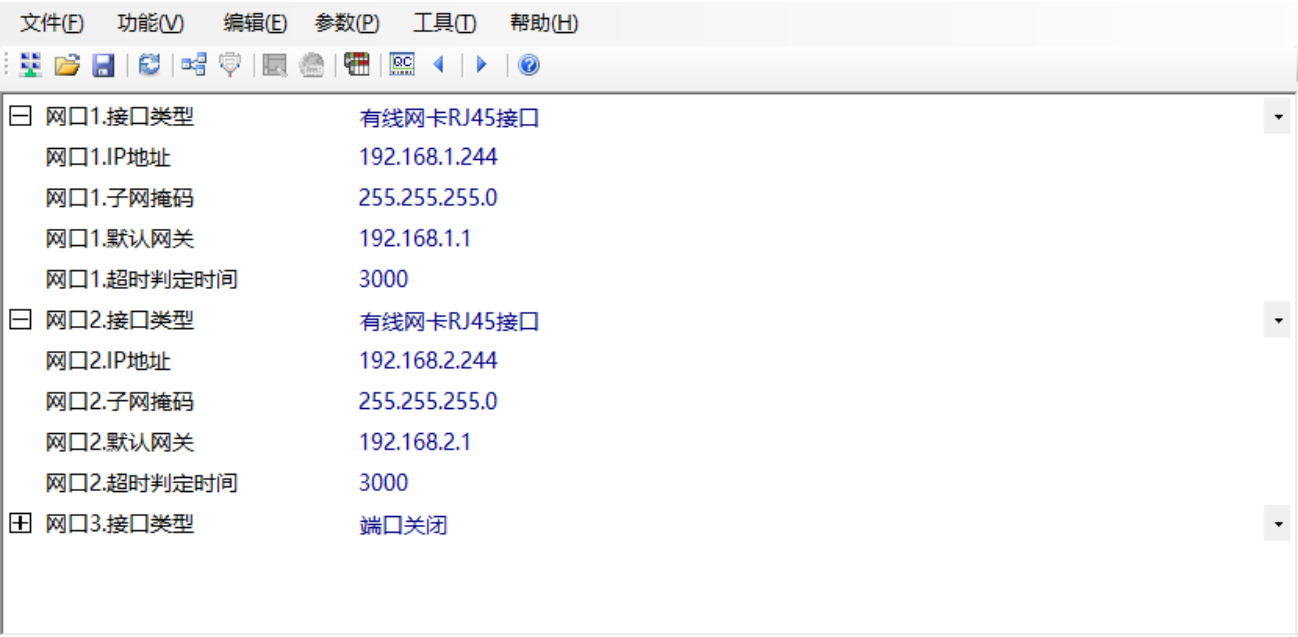 文件(F) 功能(V) 编辑(E) 参数(P) 工具(T) 帮助(H)
QC
网口1.接口类型 有线网卡RJ45接口
网口1.IP地址 192.168.1.244
网口1.子网掩码 255.255.255.0
网口1.默认网关 192.168.1.1
网口1.超时判定时间 3000
网口2.接口类型 有线网卡RJ45接口
网口2.IP地址 192.168.2.244
网口2.子网掩码 255.255.255.0
网口2.默认网关 192.168.2.1
网口2.超时判定时间 3000
网口3.接口类型 端口关闭